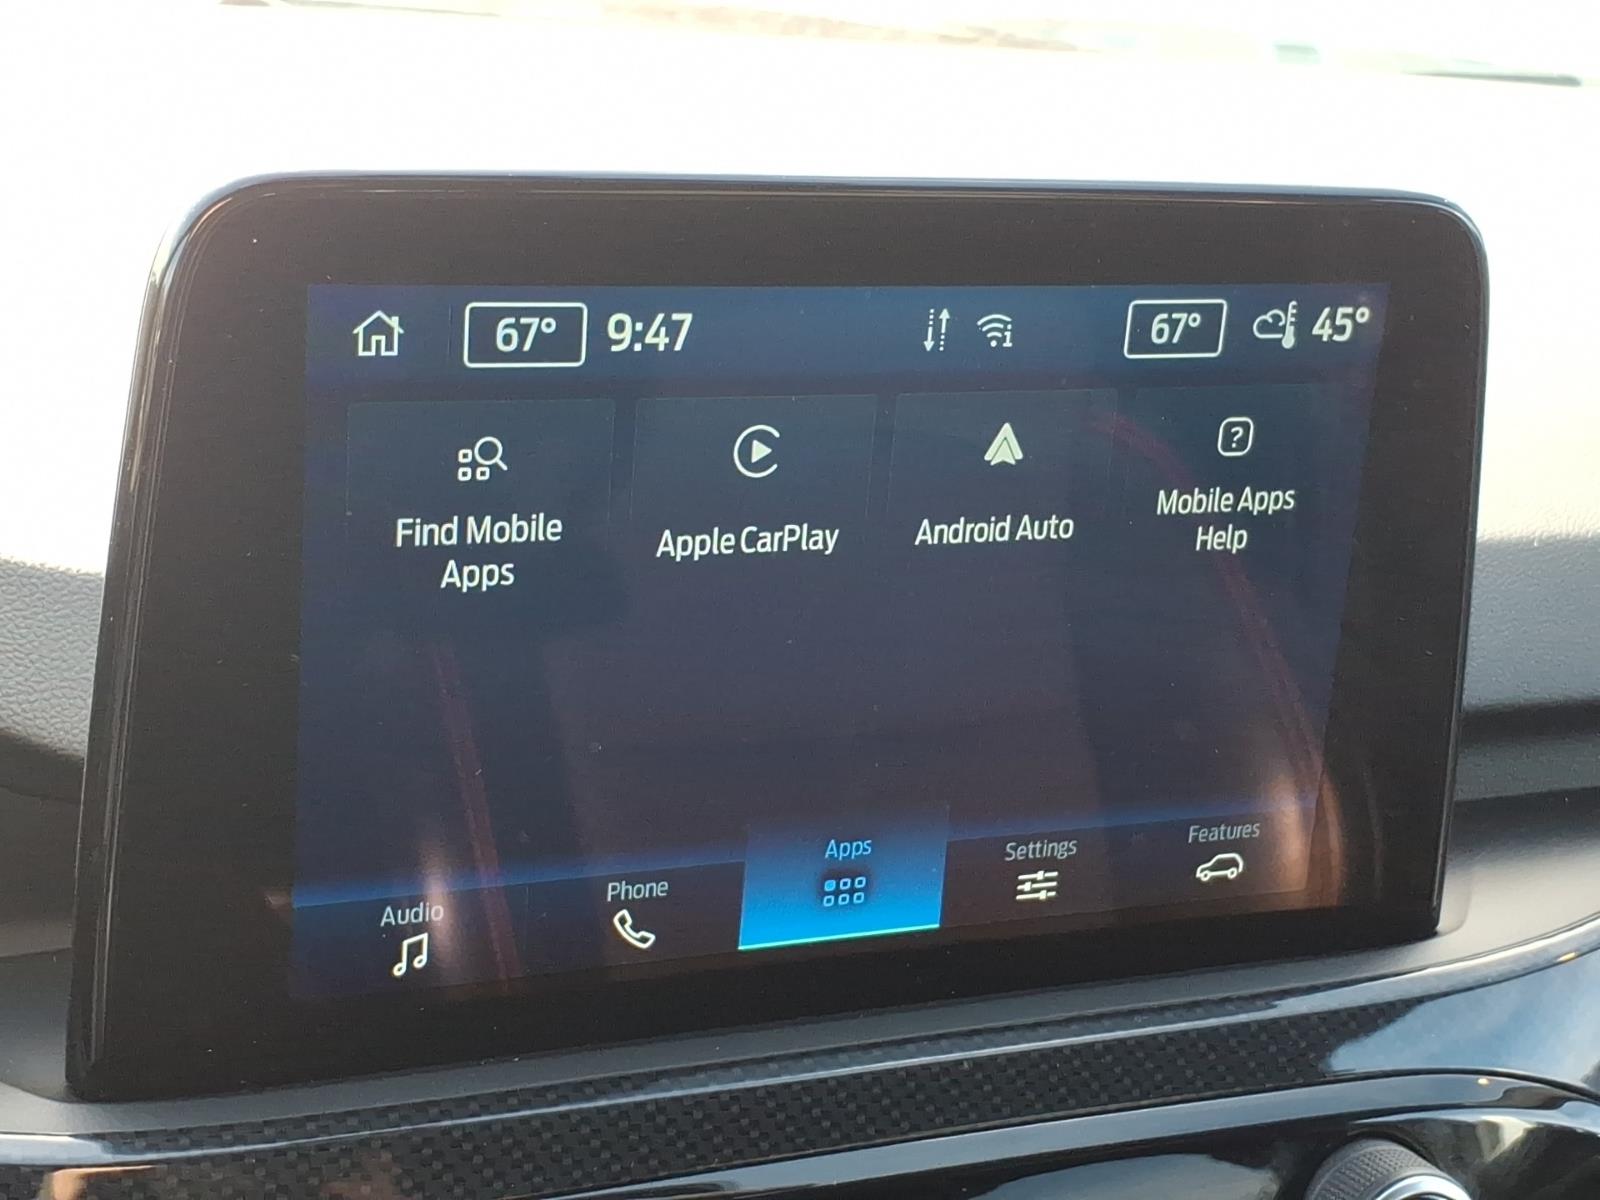 67° 9:47 67° 45°
Find Mobile
Apps
Apple CarPlay
Android Auto
Mobile Apps
Help
Audio
Phone
Apps
Settings
Features